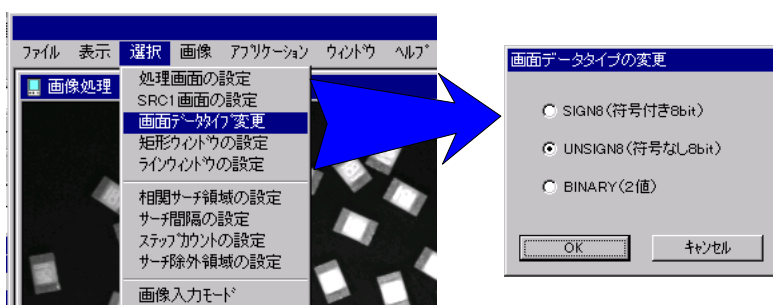 ﾌｧｲﾙ 表示 選択 画像 ｱﾌﾟﾘｹｰｼｮﾝ ｳｨﾝﾄﾞｳ ﾍﾙﾌﾟ
画像処理
処理画面の設定
SRC1画面の設定
画面ﾃﾞｰﾀﾀｲﾌﾟ変更
矩形ｳｨﾝﾄﾞｳの設定
ﾗｲﾝｳｨﾝﾄﾞｳの設定
相関ｻｰﾁ領域の設定
ｻｰﾁ間隔の設定
ｽﾃｯﾌﾟｶｳﾝﾄの設定
ｻｰﾁ除外領域の設定
画像入力ﾓｰﾄﾞ
画面データタイプの変更
SIGN8(符号付き8bit)
UNSIGN8(符号なし8bit)
BINARY(2値)
OK ｷｬﾝｾﾙ